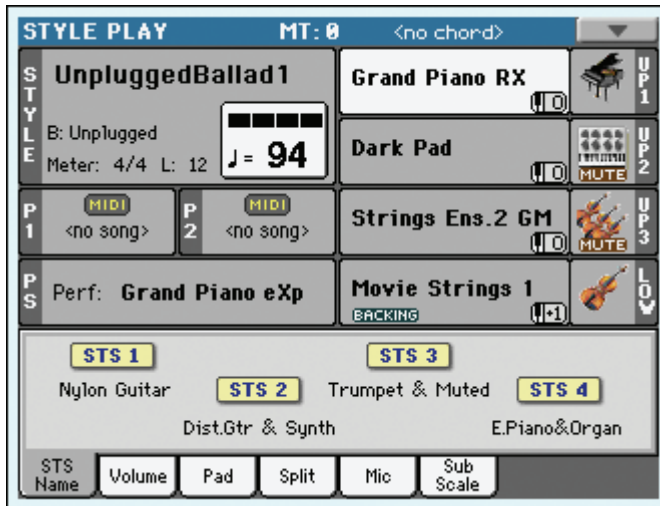 STYLE PLAY MT: 0 <no chord>
STYLE
UnpluggedBallad1
B: Unplugged
Meter: 4/4 L: 12
♩= 94
Grand Piano RX
0
UP1
Dark Pad
0
MUTE
UP2
P1
MIDI
<no song>
P2
MIDI
<no song>
Strings Ens.2 GM
0
MUTE
UP3
PS
Perf: Grand Piano eXp
Movie Strings 1
BACKING
+1
LOW
STS 1
Nylon Guitar
STS 2
Dist.Gtr & Synth
STS 3
Trumpet & Muted
STS 4
E.Piano&Organ
STS Name
Volume
Pad
Split
Mic
Sub Scale